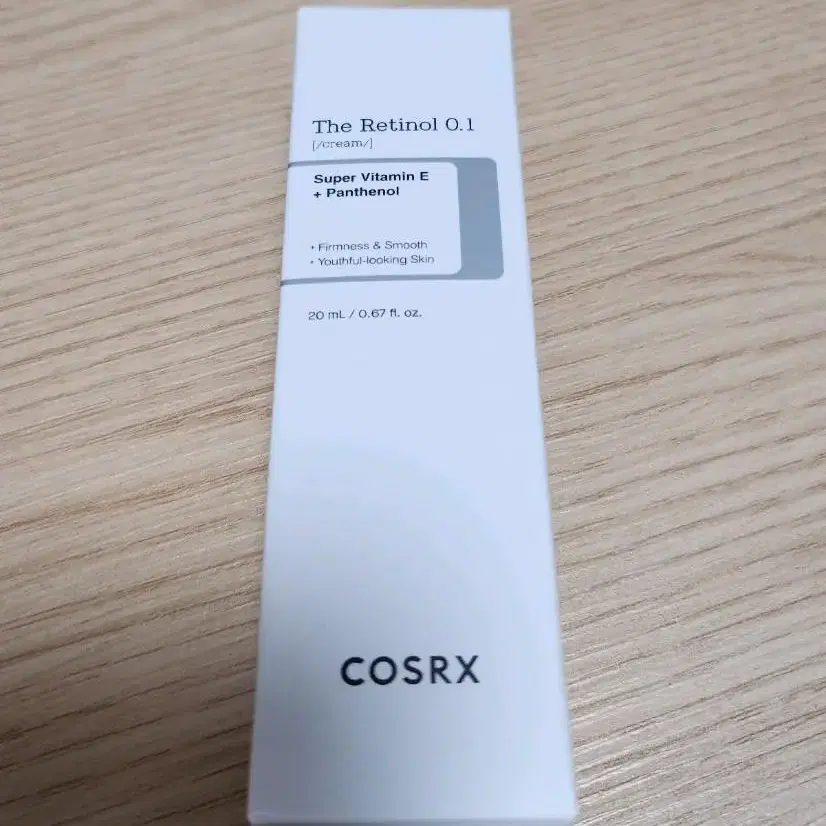 The Retinol 0.1
[/cream/]
Super Vitamin E
+ Panthenol
• Firmness & Smooth
• Youthful-looking Skin
20 mL / 0.67 fl. oz.
COSRX